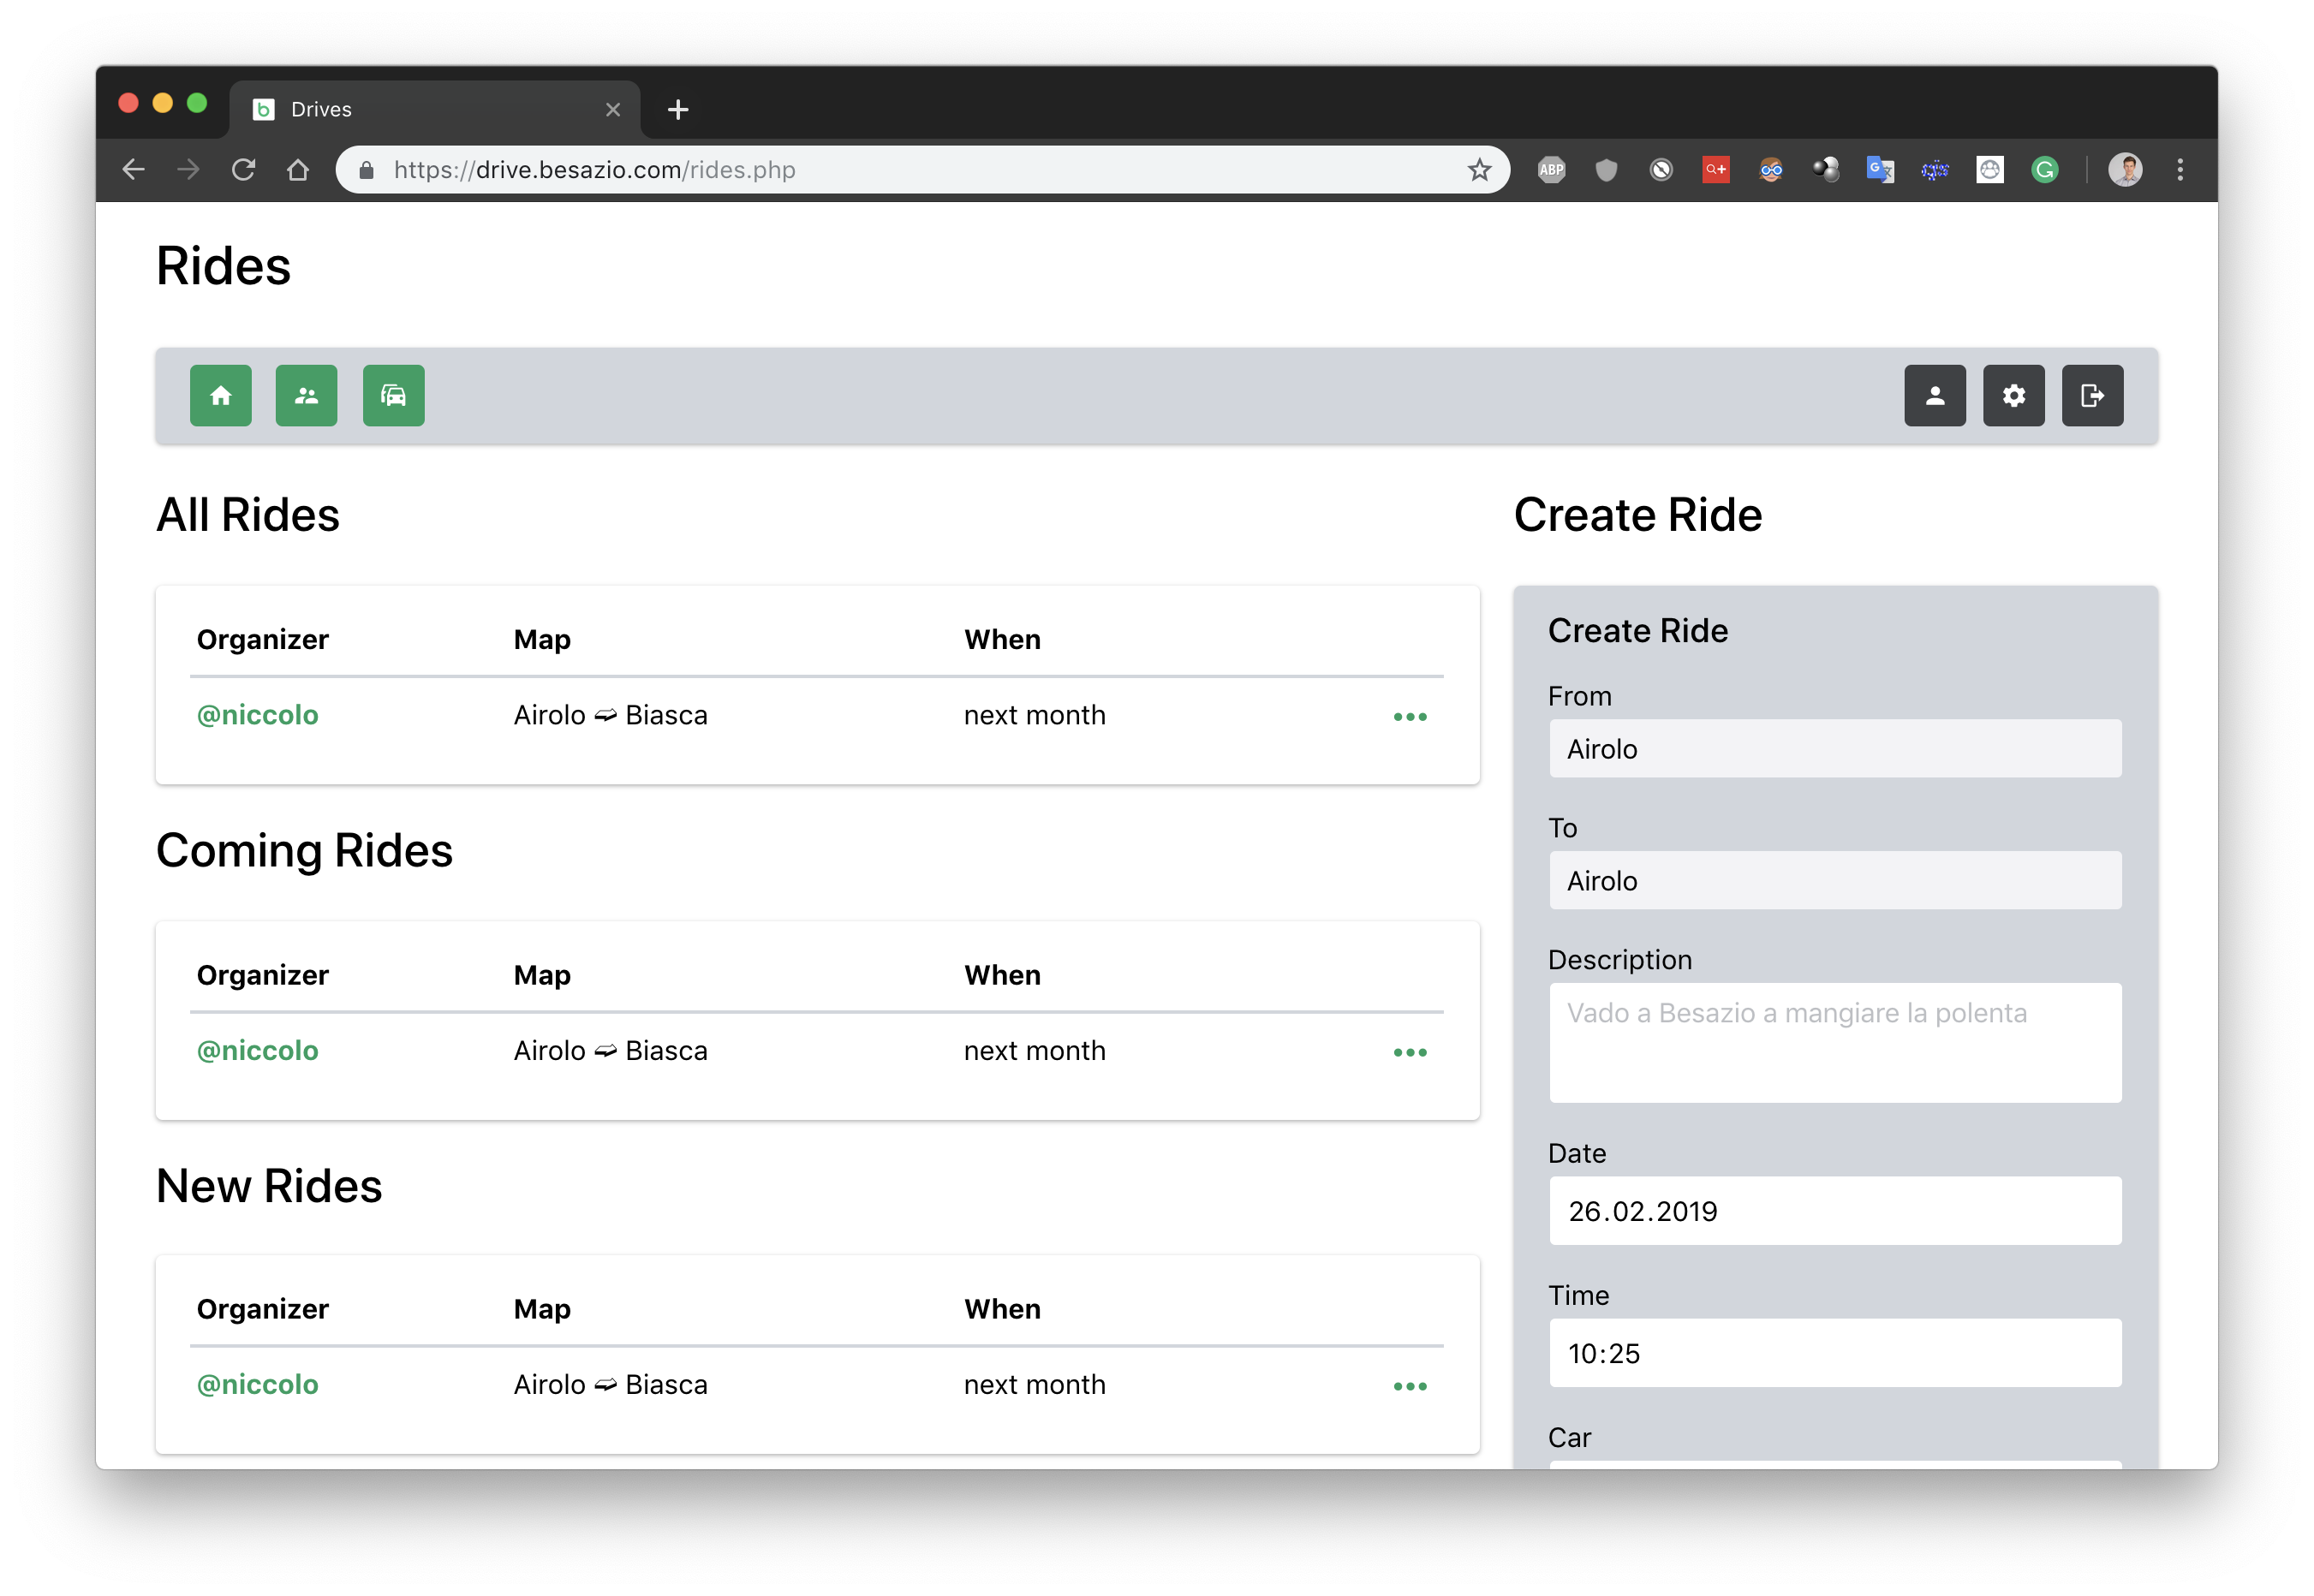 Drives
https://drive.besazio.com/rides.php
ABP
Rides
All Rides
Organizer Map When
@niccolo Airolo ➫ Biasca next month
Coming Rides
Organizer Map When
@niccolo Airolo ➫ Biasca next month
New Rides
Organizer Map When
@niccolo Airolo ➫ Biasca next month
Create Ride
Create Ride
From
Airolo
To
Airolo
Description
Vado a Besazio a mangiare la polenta
Date
26.02.2019
Time
10:25
Car